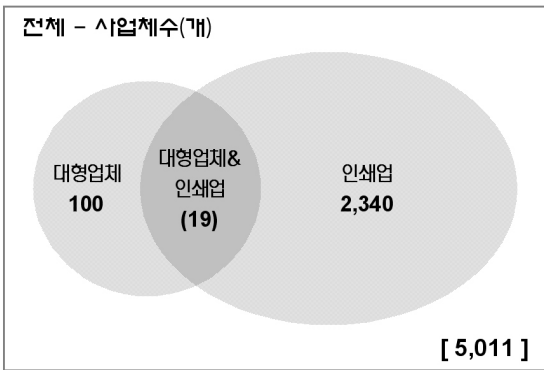 전체 – 사업체수(개)
대형업체
100
대형업체&
인쇄업
(19)
인쇄업
2,340
[ 5,011 ]